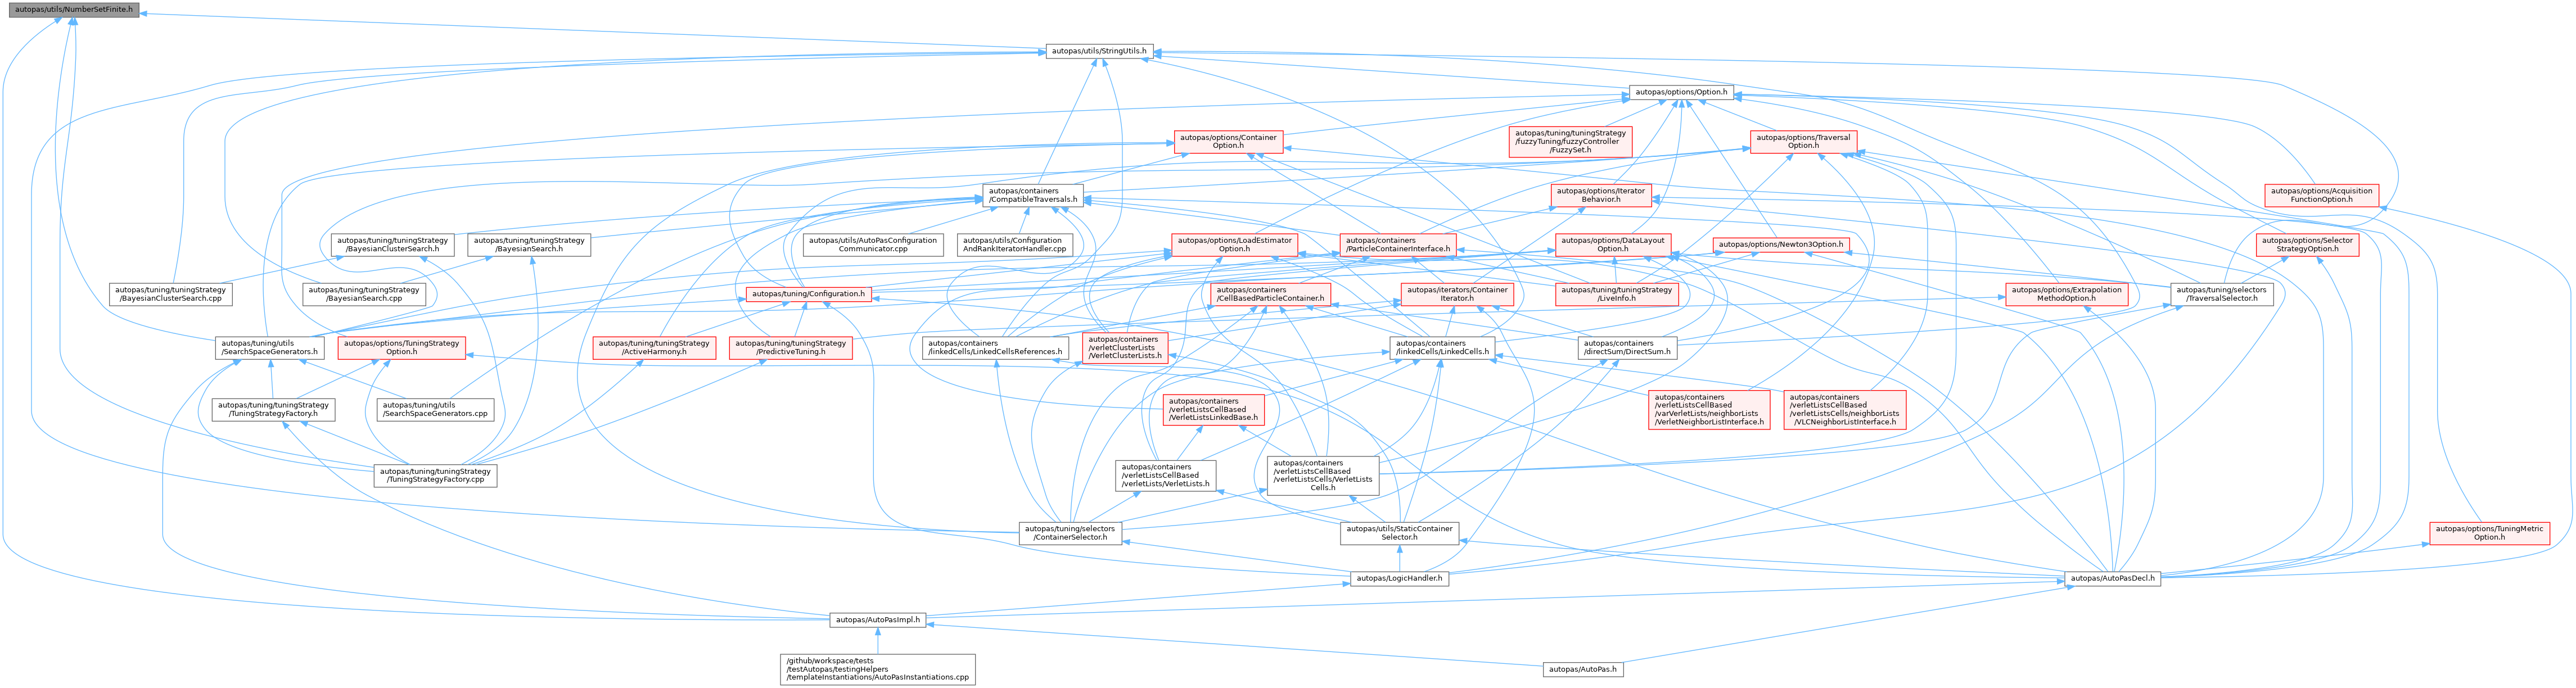 autopas/utils/NumberSetFinite.h
autopas/utils/StringUtils.h
autopas/options/Option.h
autopas/options/Container
Option.h
autopas/tuning/tuningStrategy
/fuzzyTuning/fuzzyController
/FuzzySet.h
autopas/options/Traversal
Option.h
autopas/containers
/CompatibleTraversals.h
autopas/options/Iterator
Behavior.h
autopas/options/Acquisition
FunctionOption.h
autopas/tuning/tuningStrategy
/BayesianClusterSearch.h
autopas/tuning/tuningStrategy
/BayesianSearch.h
autopas/utils/AutoPasConfiguration
Communicator.cpp
autopas/utils/Configuration
AndRankIteratorHandler.cpp
autopas/options/LoadEstimator
Option.h
autopas/containers
/ParticleContainerInterface.h
autopas/options/DataLayout
Option.h
autopas/options/Newton3Option.h
autopas/options/Selector
StrategyOption.h
autopas/tuning/tuningStrategy
/BayesianClusterSearch.cpp
autopas/tuning/tuningStrategy
/BayesianSearch.cpp
autopas/tuning/Configuration.h
autopas/containers
/CellBasedParticleContainer.h
autopas/iterators/Container
Iterator.h
autopas/tuning/tuningStrategy
/LiveInfo.h
autopas/options/Extrapolation
MethodOption.h
autopas/tuning/selectors
/TraversalSelector.h
autopas/tuning/utils
/SearchSpaceGenerators.h
autopas/options/TuningStrategy
Option.h
autopas/tuning/tuningStrategy
/ActiveHarmony.h
autopas/tuning/tuningStrategy
/PredictiveTuning.h
autopas/containers
/linkedCells/LinkedCellsReferences.h
autopas/containers
/verletClusterLists
/VerletClusterLists.h
autopas/containers
/linkedCells/LinkedCells.h
autopas/containers
/directSum/DirectSum.h
autopas/tuning/tuningStrategy
/TuningStrategyFactory.h
autopas/tuning/utils
/SearchSpaceGenerators.cpp
autopas/containers
/verletListsCellBased
/VerletListsLinkedBase.h
autopas/containers
/verletListsCellBased
/varVerletLists/neighborLists
/VerletNeighborListInterface.h
autopas/containers
/verletListsCellBased
/verletListsCells/neighborLists
/VLCNeighborListInterface.h
autopas/tuning/tuningStrategy
/TuningStrategyFactory.cpp
autopas/containers
/verletListsCellBased
/verletLists/VerletLists.h
autopas/containers
/verletListsCellBased
/verletListsCells/VerletLists
Cells.h
autopas/tuning/selectors
/ContainerSelector.h
autopas/utils/StaticContainer
Selector.h
autopas/options/TuningMetric
Option.h
autopas/LogicHandler.h
autopas/AutoPasDecl.h
autopas/AutoPasImpl.h
/github/workspace/tests
/testAutopas/testingHelpers
/templateInstantiations/AutoPasInstantiations.cpp
autopas/AutoPas.h